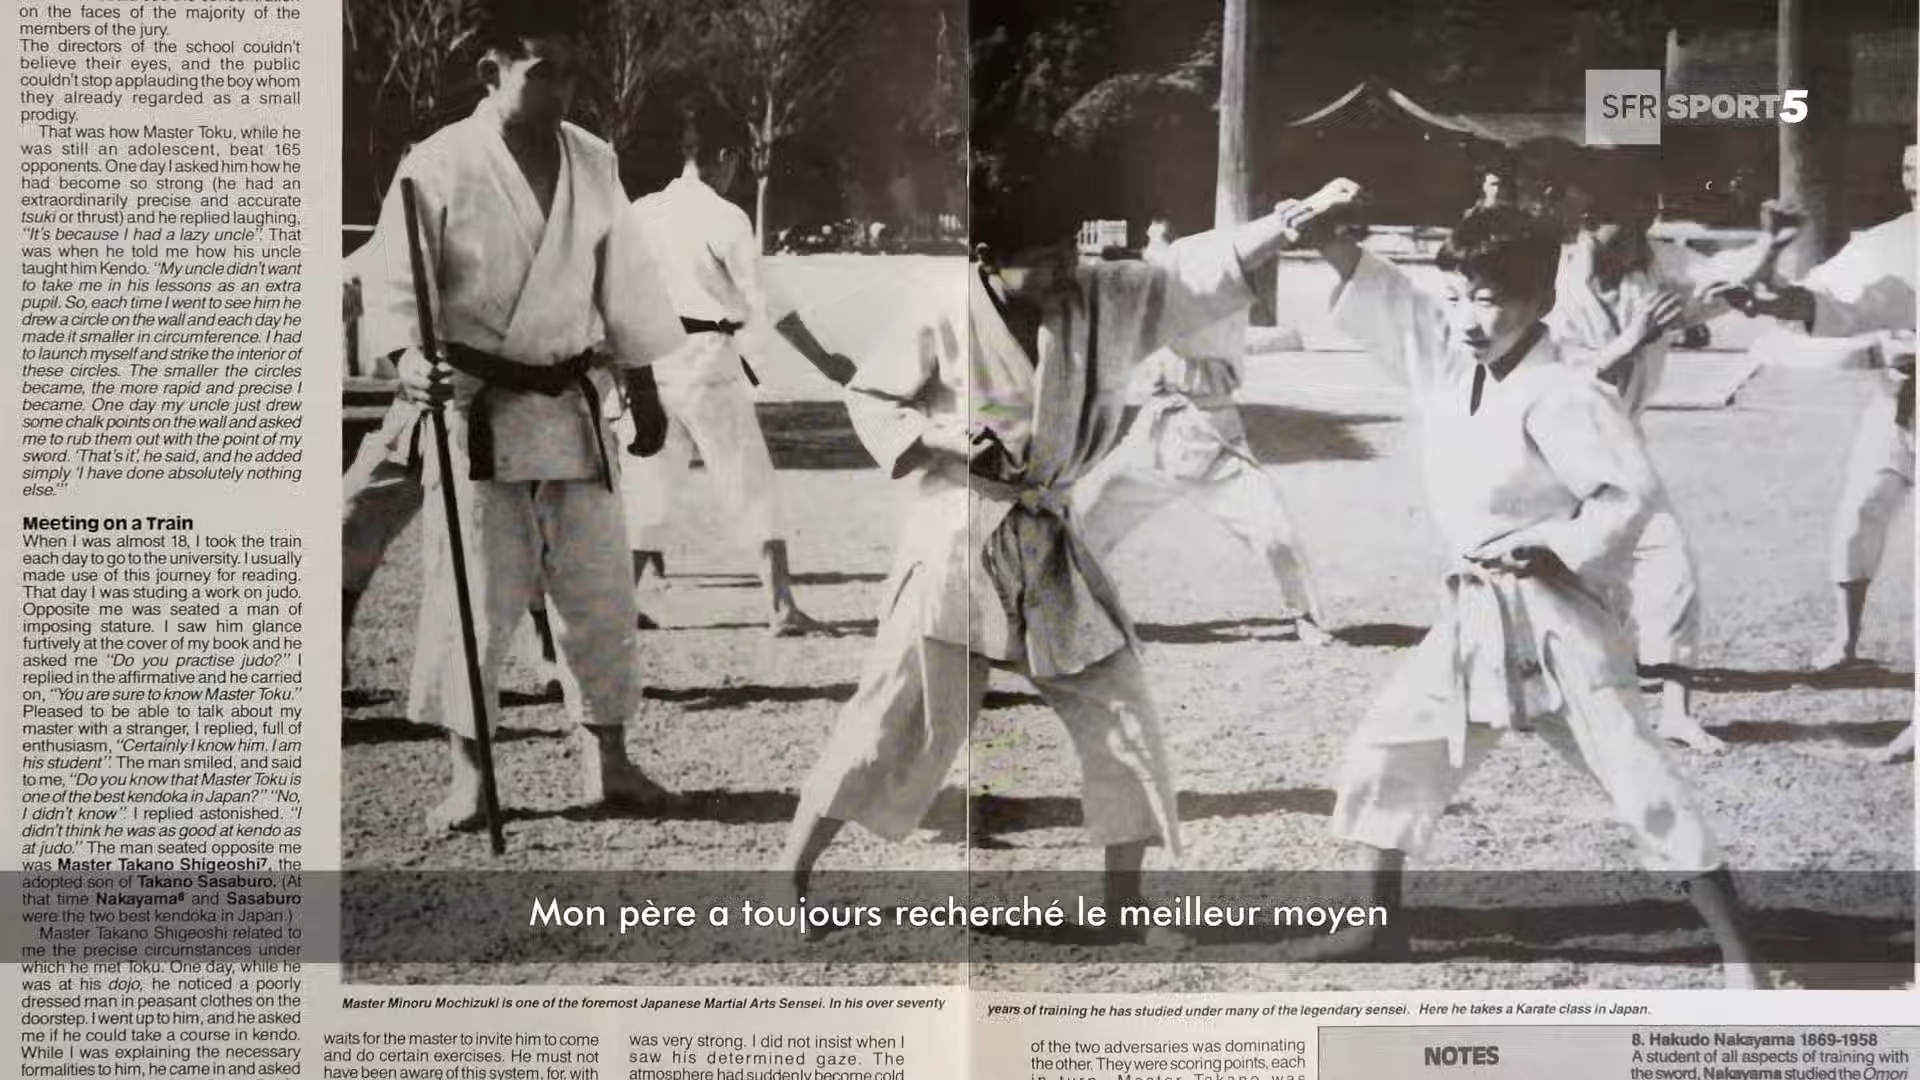 on the faces of the majority of the
members of the jury.
The directors of the school couldn't
believe their eyes, and the public
couldn't stop applauding the boy whom
they already regarded as a small
prodigy.
That was how Master Toku, while he
was still an adolescent, beat 165
opponents. One day I asked him how he
had become so strong (he had an
extraordinarily precise and accurate
tsuki or thrust) and he replied laughing,
"It's because I had a lazy uncle". That
was when he told me how his uncle
taught him Kendo. "My uncle didn't want
to take me in his lessons as an extra
pupil. So, each time I went to see him he
drew a circle on the wall and each day he
made it smaller in circumference. I had
to launch myself and strike the interior of
these circles. The smaller the circles
became, the more rapid and precise I
became. One day my uncle just drew
some chalk points on the wall and asked
me to rub them out with the point of my
sword. 'That's it', he said, and he added
simply 'I have done absolutely nothing
else.'"
Meeting on a Train
When I was almost 18, I took the train
each day to go to the university. I usually
made use of this journey for reading.
That day I was studing a work on judo.
Opposite me was seated a man of
imposing stature. I saw him glance
furtively at the cover of my book and he
asked me "Do you practise judo?" I
replied in the affirmative and he carried
on, "You are sure to know Master Toku."
Pleased to be able to talk about my
master with a stranger, I replied, full of
enthusiasm, "Certainly I know him. I am
his student". The man smiled, and said
to me, "Do you know that Master Toku is
one of the best kendoka in Japan?" "No,
I didn't know". I replied astonished. "I
didn't think he was as good at kendo as
at judo." The man seated opposite me
was Master Takano Shigeoshi7, the
adopted son of Takano Sasaburo. (At
that time Nakayama8 and Sasaburo
were the two best kendoka in Japan.)
Master Takano Shigeoshi related to
me the precise circumstances under
which he met Toku. One day, while he
was at his dojo, he noticed a poorly
dressed man in peasant clothes on the
doorstep. I went up to him, and he asked
me if he could take a course in kendo.
While I was explaining the necessary
formalities to him, he came in and asked
SFR SPORT5
Mon père a toujours recherché le meilleur moyen
Master Minoru Mochizuki is one of the foremost Japanese Martial Arts Sensei. In his over seventy
years of training he has studied under many of the legendary sensei. Here he takes a Karate class in Japan.
waits for the master to invite him to come
and do certain exercises. He must not
have been aware of this system, for, with
was very strong. I did not insist when I
saw his determined gaze. The
atmosphere had suddenly become cold
of the two adversaries was dominating
the other. They were scoring points, each
NOTES
8. Hakudo Nakayama 1869-1958
A student of all aspects of training with
the sword, Nakayama studied the Omori